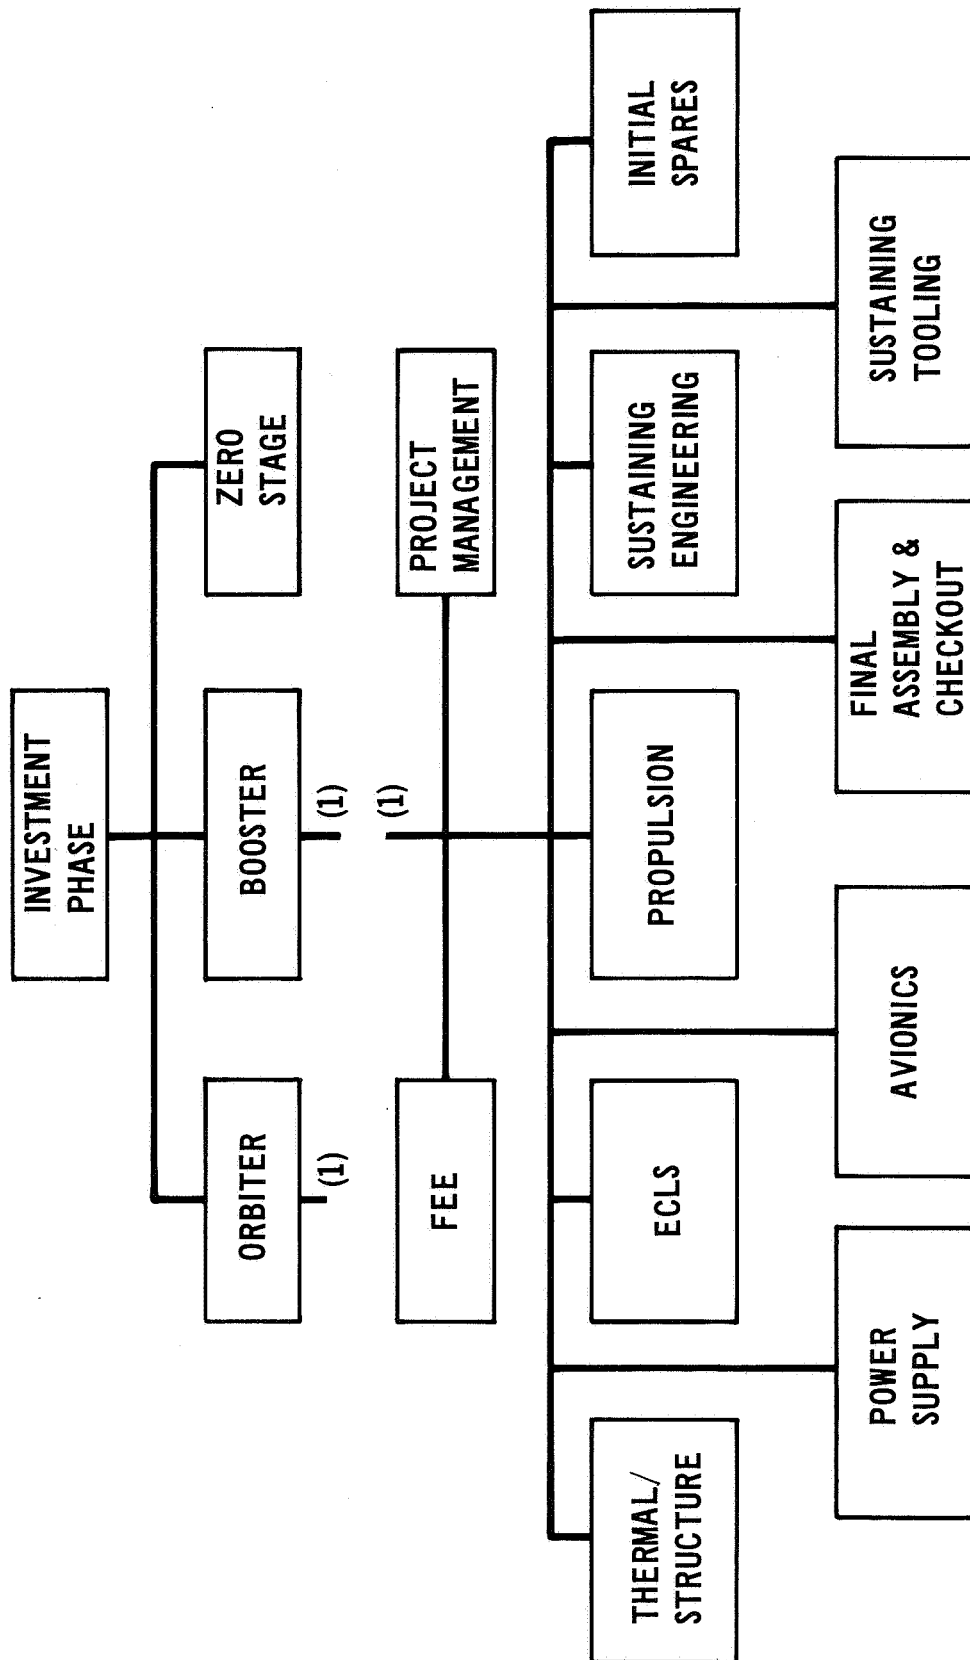 INVESTMENT
PHASE
ORBITER
BOOSTER
ZERO
STAGE
(1)
(1)
(1)
FEE
PROJECT
MANAGEMENT
THERMAL/
STRUCTURE
ECLS
PROPULSION
SUSTAINING
ENGINEERING
INITIAL
SPARES
POWER
SUPPLY
AVIONICS
FINAL
ASSEMBLY &
CHECKOUT
SUSTAINING
TOOLING